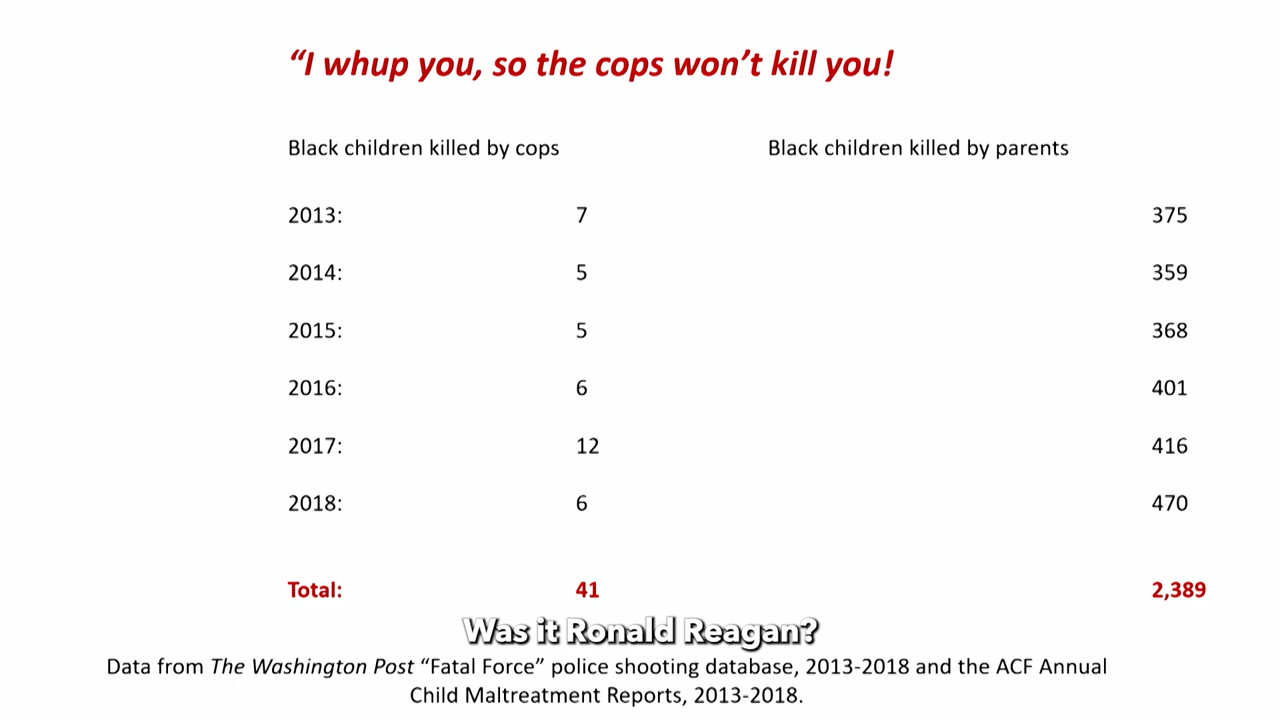 “I whup you, so the cops won’t kill you!
Black children killed by cops Black children killed by parents
2013: 7 375
2014: 5 359
2015: 5 368
2016: 6 401
2017: 12 416
2018: 6 470
Total: 41 2,389
Was it Ronald Reagan?
Data from The Washington Post “Fatal Force” police shooting database, 2013-2018 and the ACF Annual
Child Maltreatment Reports, 2013-2018.